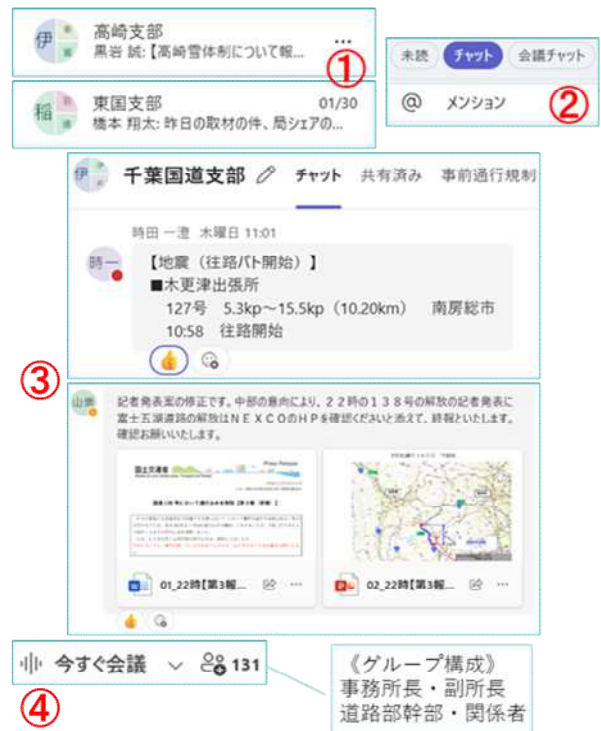 伊
高崎支部
黒岩 誠:【高崎雪体制について報...
...
①
稲
東国支部
01/30
橋本 翔太: 昨日の取材の件、局シェアの...
未読
チャット
会議チャット
@ メンション
②
伊
千葉国道支部
チャット
共有済み
事前通行規制
時田 一澄 木曜日 11:01
時一
【地震（往路パト開始）】
■木更津出張所
127号 5.3kp～15.5kp（10.20km） 南房総市
10:58 往路開始
③
記者発表案の修正です。中部の意向により、２２時の１３８号の解放の記者発表に
富士五湖道路の解放はＮＥＸＣＯのＨＰを確認くださいと添えて、終報といたします。
確認お願いいたします。
国土交通省
Press Release
01_22時【第3報...
...
02_22時【第3報...
...
今すぐ会議
131
④
《グループ構成》
事務所長・副所長
道路部幹部・関係者